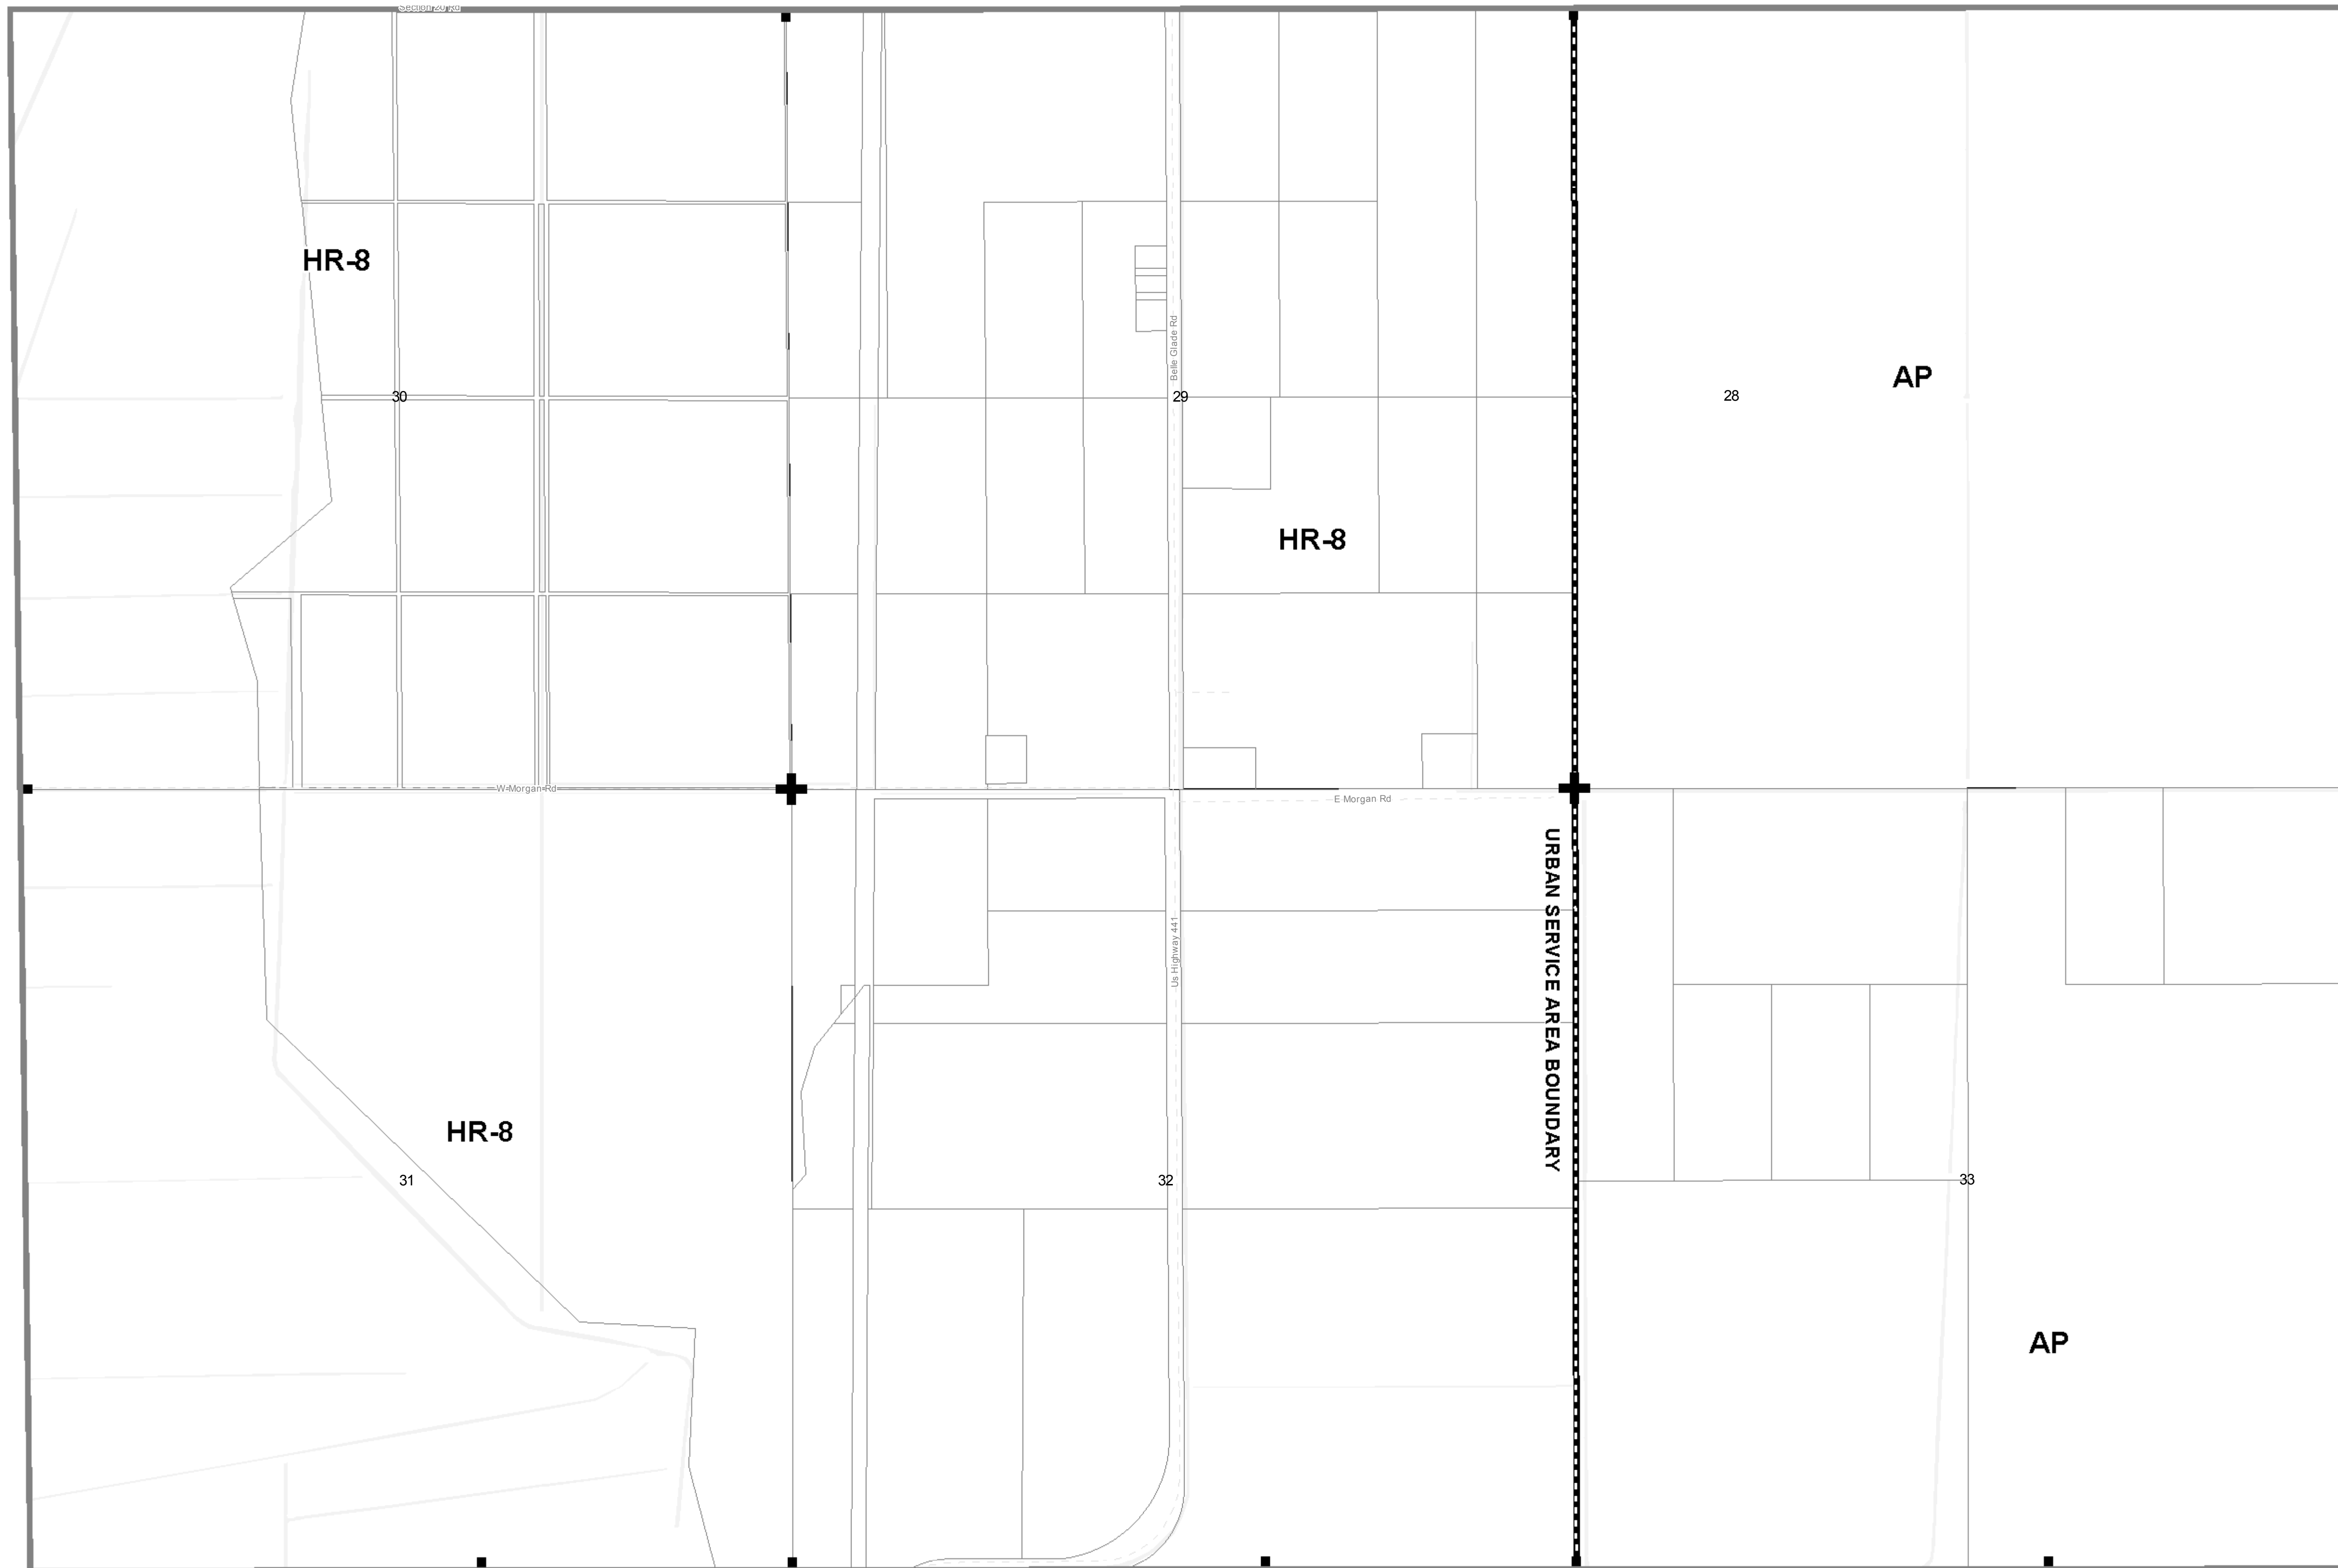 Section 20 Rd
HR-8
Belle Glade Rd
AP
30
29
28
HR-8
W Morgan Rd
E Morgan Rd
URBAN SERVICE AREA BOUNDARY
Us Highway 441
HR-8
31
32
33
AP